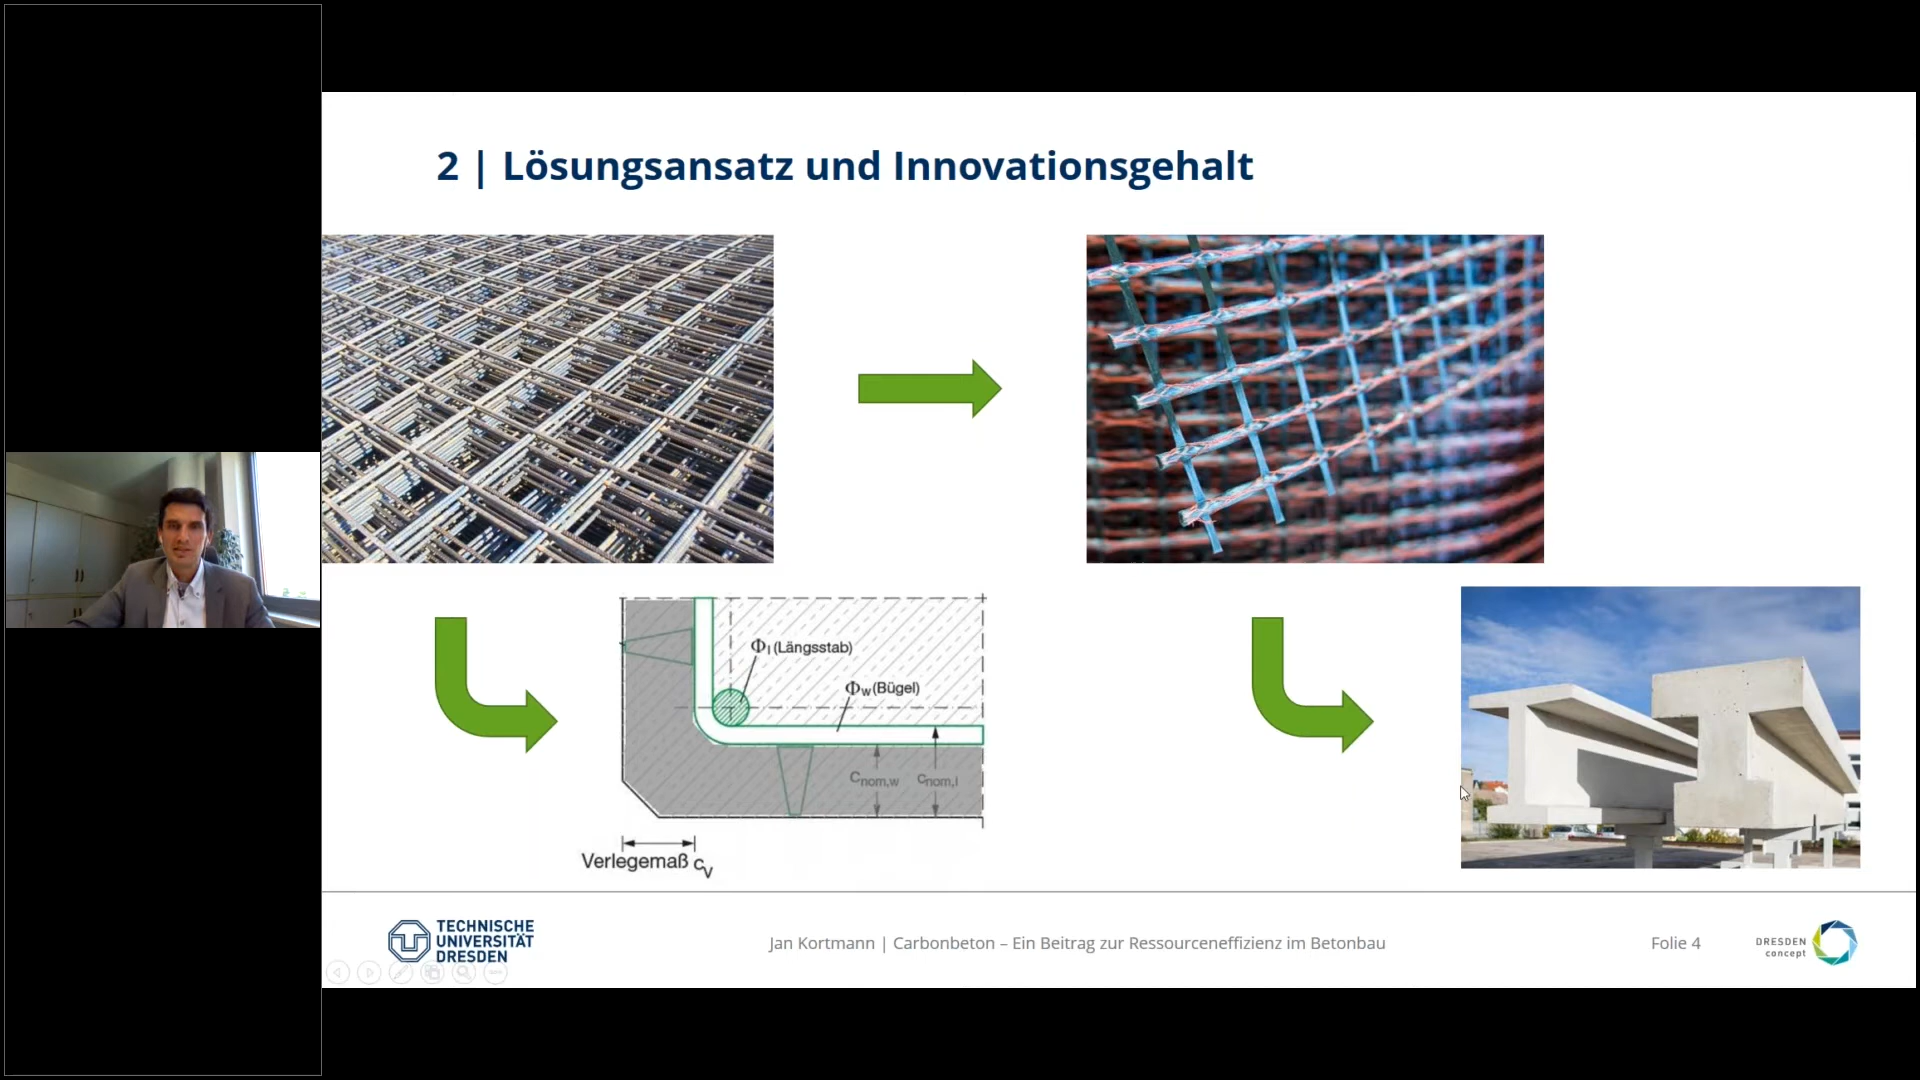 2 | Lösungsansatz und Innovationsgehalt
Φl (Längsstab)
Φw (Bügel)
cnom,w
cnom,l
Verlegemaß cV
TECHNISCHE
UNIVERSITÄT
DRESDEN
Jan Kortmann | Carbonbeton – Ein Beitrag zur Ressourceneffizienz im Betonbau
Folie 4
DRESDEN
concept